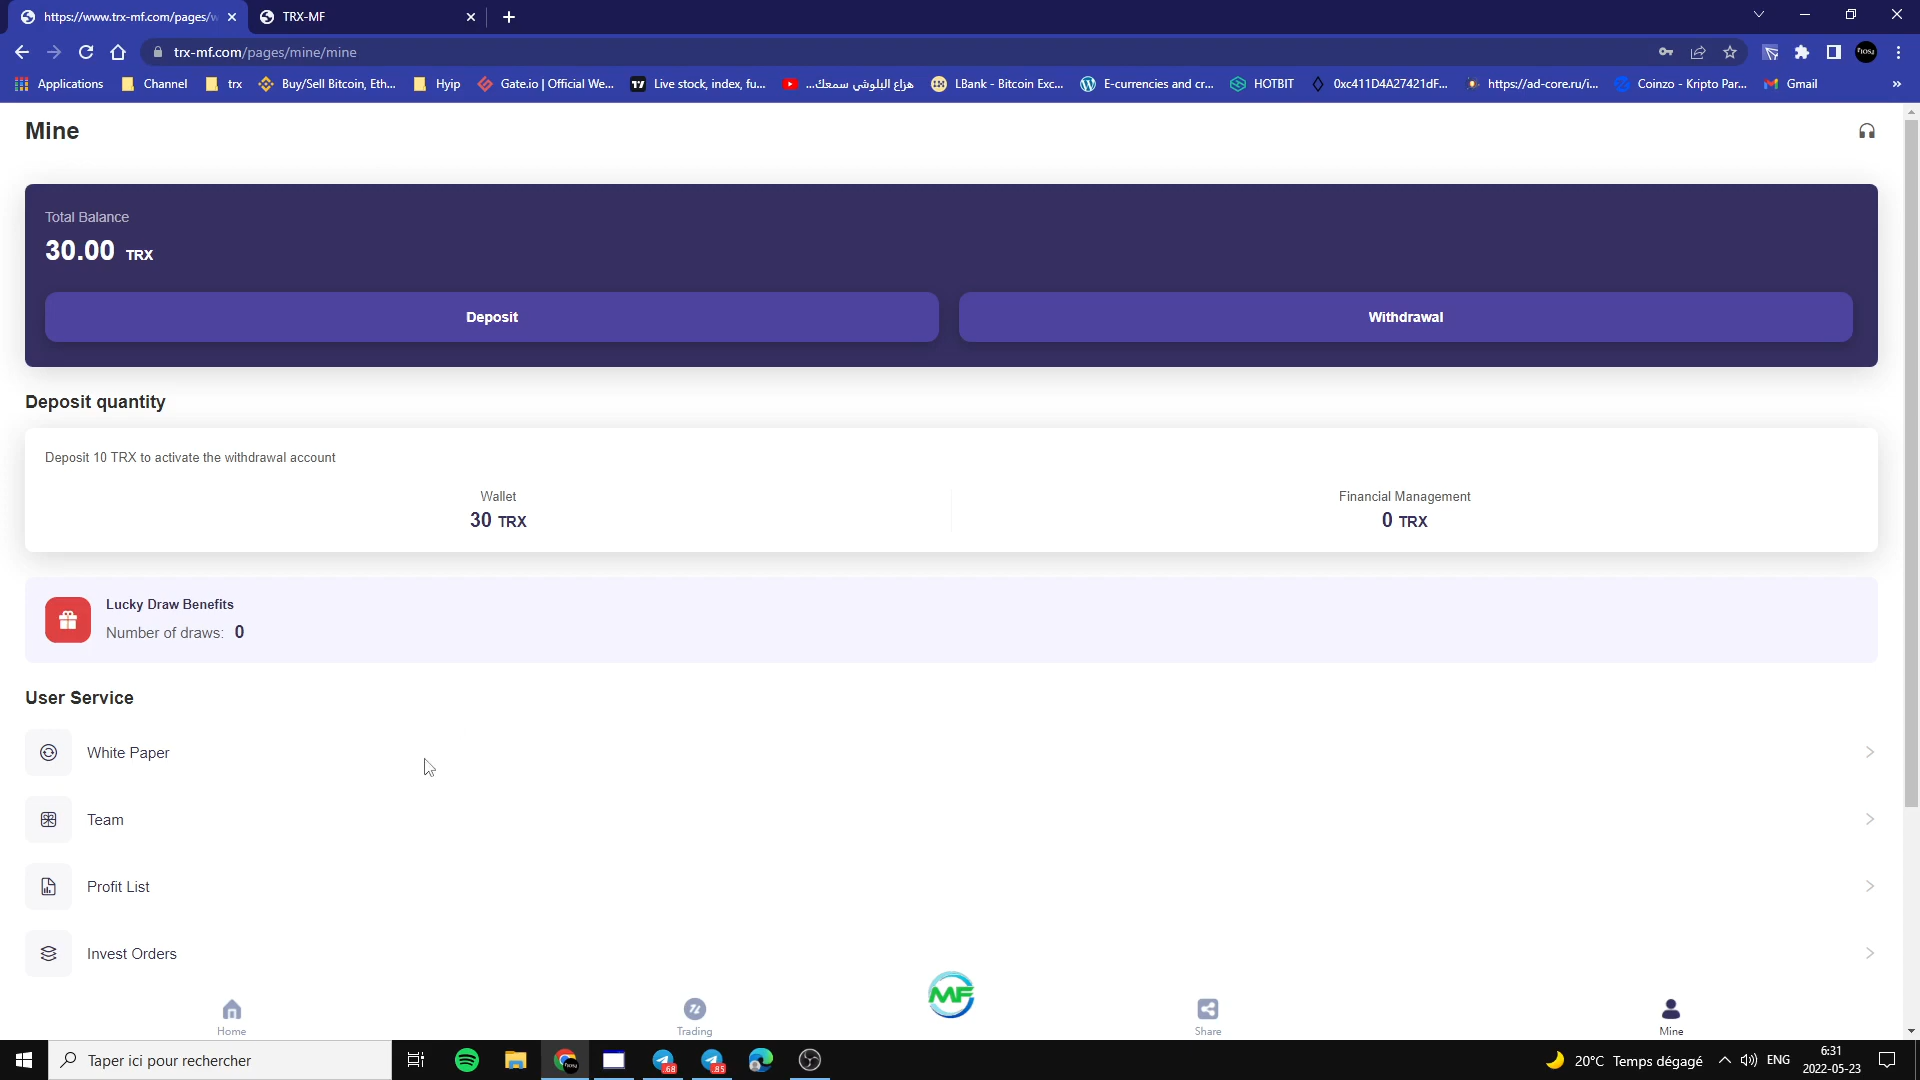 https://www.trx-mf.com/pages/w
TRX-MF
trx-mf.com/pages/mine/mine
Applications
Channel
trx
Buy/Sell Bitcoin, Eth...
Hyip
Gate.io | Official We...
Live stock, index, fu...
هزاع البلوشي سمعك...
LBank - Bitcoin Exc...
E-currencies and cr...
HOTBIT
0xc411D4A27421dF...
https://ad-core.ru/i...
Coinzo - Kripto Par...
Gmail
Mine
Total Balance
30.00 TRX
Deposit
Withdrawal
Deposit quantity
Deposit 10 TRX to activate the withdrawal account
Wallet
Financial Management
30 TRX
0 TRX
Lucky Draw Benefits
Number of draws: 0
User Service
White Paper
Team
Profit List
Invest Orders
MF
Home
Trading
Share
Mine
Taper ici pour rechercher
.68
.85
20°C Temps dégagé
ENG
6:31
2022-05-23